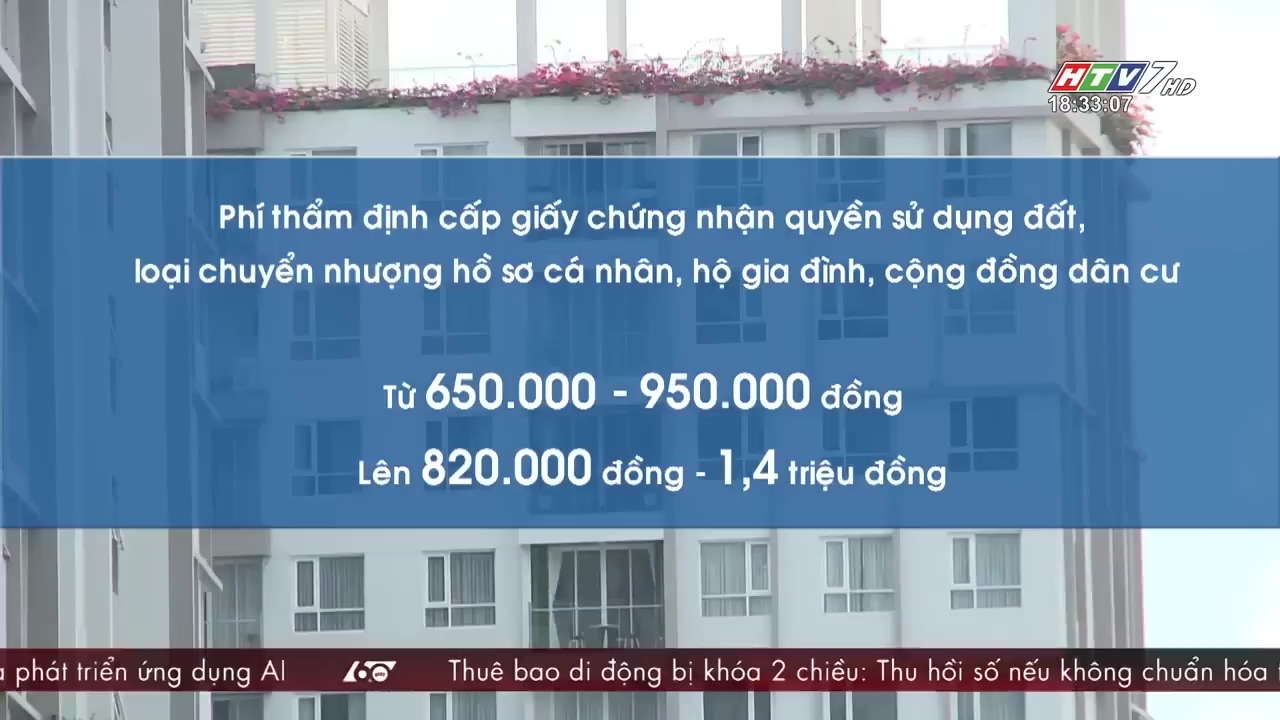 HTV7 HD
18:33:07
Phí thẩm định cấp giấy chứng nhận quyền sử dụng đất,
loại chuyển nhượng hồ sơ cá nhân, hộ gia đình, cộng đồng dân cư
Từ 650.000 - 950.000 đồng
Lên 820.000 đồng - 1,4 triệu đồng
phát triển ứng dụng AI 60 giây Thuê bao di động bị khóa 2 chiều: Thu hồi số nếu không chuẩn hóa